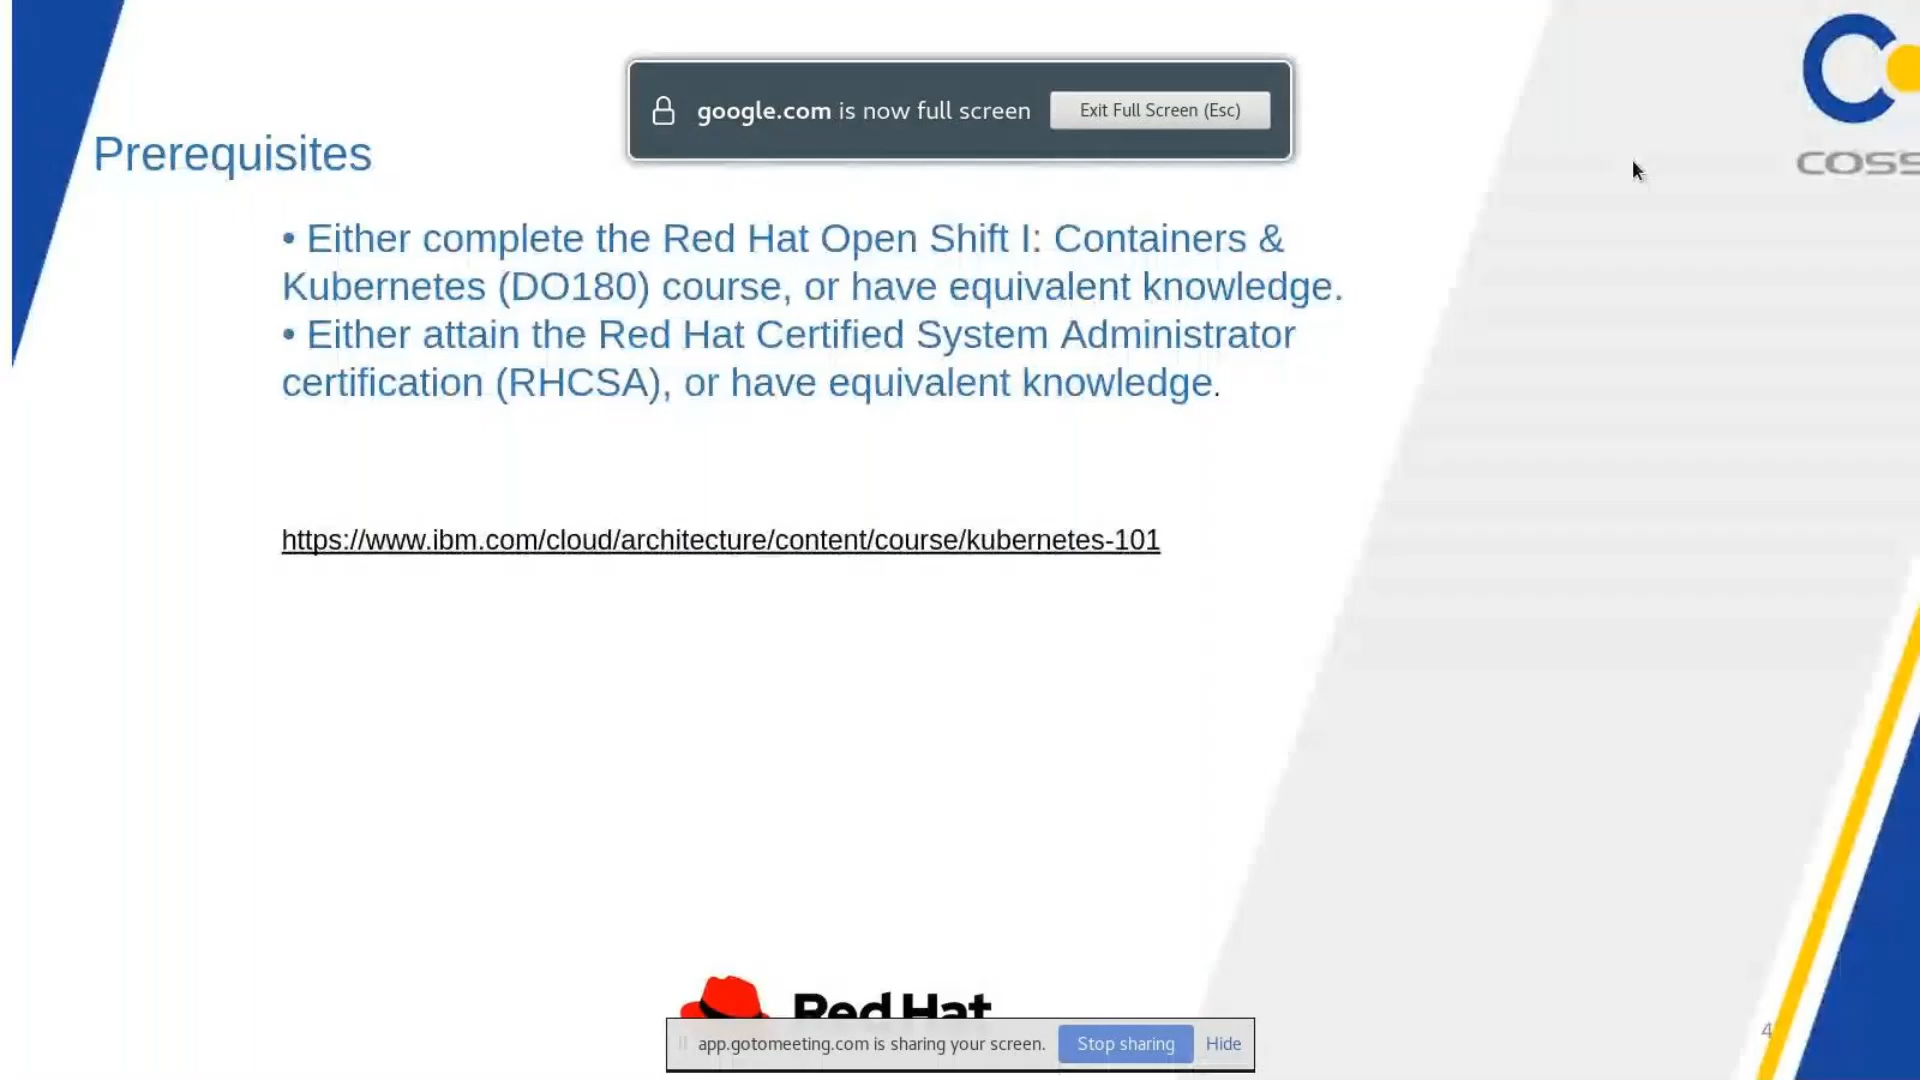 google.com is now full screen
Exit Full Screen (Esc)
Prerequisites
• Either complete the Red Hat Open Shift I: Containers &
Kubernetes (DO180) course, or have equivalent knowledge.
• Either attain the Red Hat Certified System Administrator
certification (RHCSA), or have equivalent knowledge.
https://www.ibm.com/cloud/architecture/content/course/kubernetes-101
Red Hat
app.gotomeeting.com is sharing your screen.
Stop sharing
Hide
4